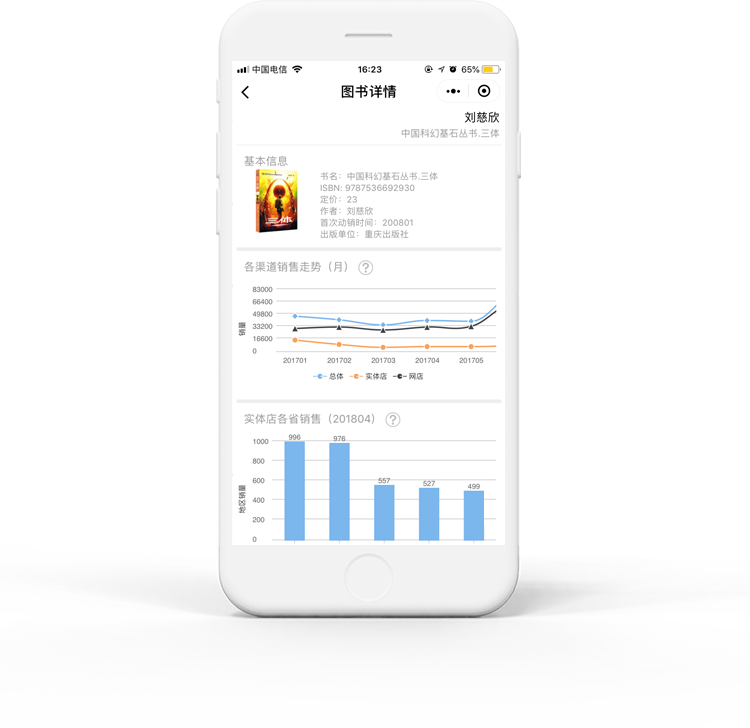 中国电信 16:23 65%
图书详情
刘慈欣
中国科幻基石丛书.三体
基本信息
三体
书名：中国科幻基石丛书.三体
ISBN: 9787536692930
定价：23
作者：刘慈欣
首次动销时间：200801
出版单位：重庆出版社
各渠道销售走势（月） ?
83000
66400
49800
33200
16600
0
销量
201701 201702 201703 201704 201705
总体 实体店 网店
实体店各省销售（201804） ?
1000
800
600
400
200
0
地区销量
996 976 557 527 499